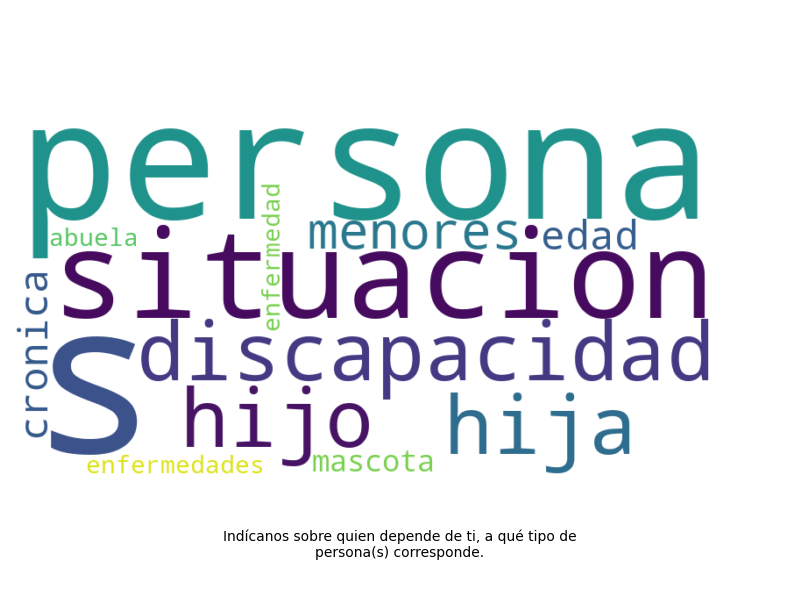 persona
abuela
enfermedad
menores
edad
situacion
cronica
s
discapacidad
hijo
hija
enfermedades
mascota
Indícanos sobre quien depende de ti, a qué tipo de
persona(s) corresponde.